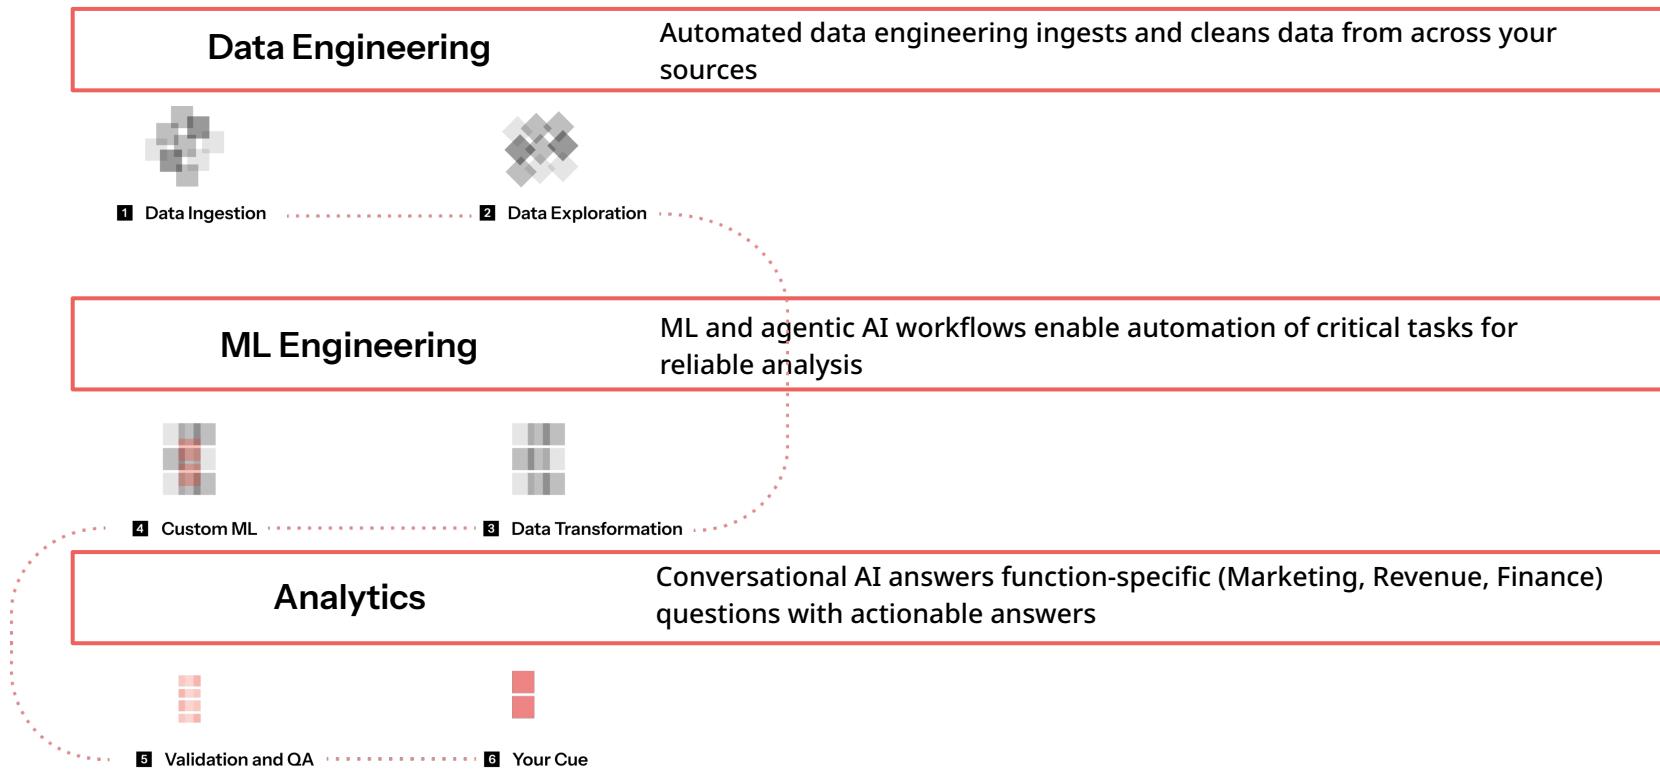 Data Engineering
Automated data engineering ingests and cleans data from across your
sources
1 Data Ingestion
2 Data Exploration
ML Engineering
ML and agentic AI workflows enable automation of critical tasks for
reliable analysis
4 Custom ML
3 Data Transformation
Analytics
Conversational AI answers function-specific (Marketing, Revenue, Finance)
questions with actionable answers
5 Validation and QA
6 Your Cue